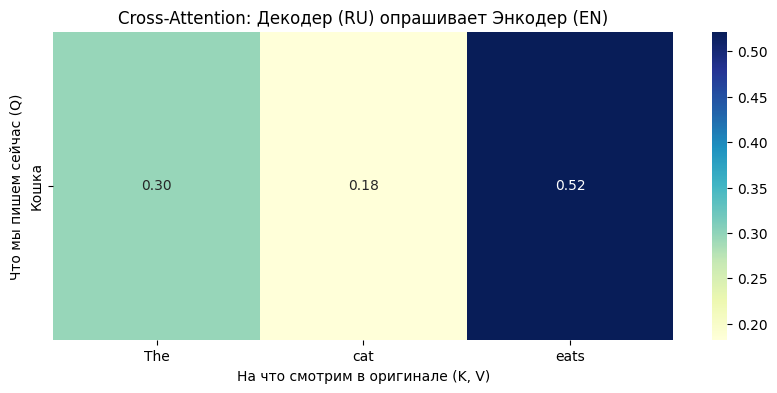 Cross-Attention: Декодер (RU) опрашивает Энкодер (EN)
Что мы пишем сейчас (Q)
Кошка
0.30 0.18 0.52
The cat eats
На что смотрим в оригинале (K, V)
0.50
0.45
0.40
0.35
0.30
0.25
0.20